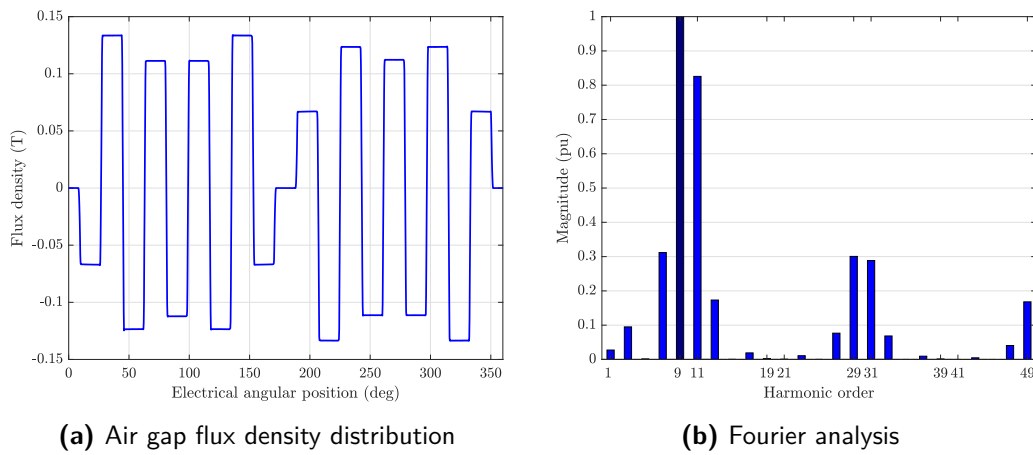 0.15
0.1
0.05
0
-0.05
-0.1
-0.15
Flux density (T)
0 50 100 150 200 250 300 350
Electrical angular position (deg)
(a) Air gap flux density distribution
1
0.9
0.8
0.7
0.6
0.5
0.4
0.3
0.2
0.1
0
Magnitude (pu)
1 9 11 19 21 29 31 39 41 49
Harmonic order
(b) Fourier analysis